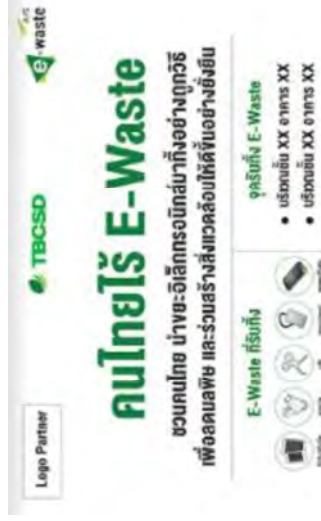 Logo Partner
TBCSD
AIS
e-waste
คนไทยไร้ E-Waste
ชวนคนไทย นำขยะอิเล็กทรอนิกส์มาทิ้งอย่างถูกวิธี
เพื่อลดมลพิษ และร่วมสร้างสิ่งแวดล้อมให้ดีขึ้นอย่างยั่งยืน
E-Waste ที่รับทิ้ง
จุดรับทิ้ง E-Waste
• บริเวณชั้น XX อาคาร XX
• บริเวณชั้น XX อาคาร XX